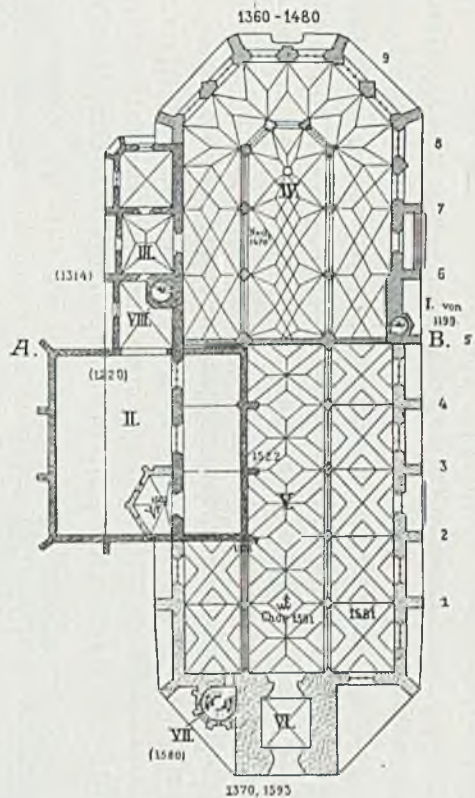 1360 - 1480
9
8
IV.
7
III.
6
(1314)
VIII.
I. von
1199.
A.
B. 5
(1220)
II.
4
1522
3
V.
2
1
Chor 1581
1581
VII.
VI.
(1580)
1370, 1593